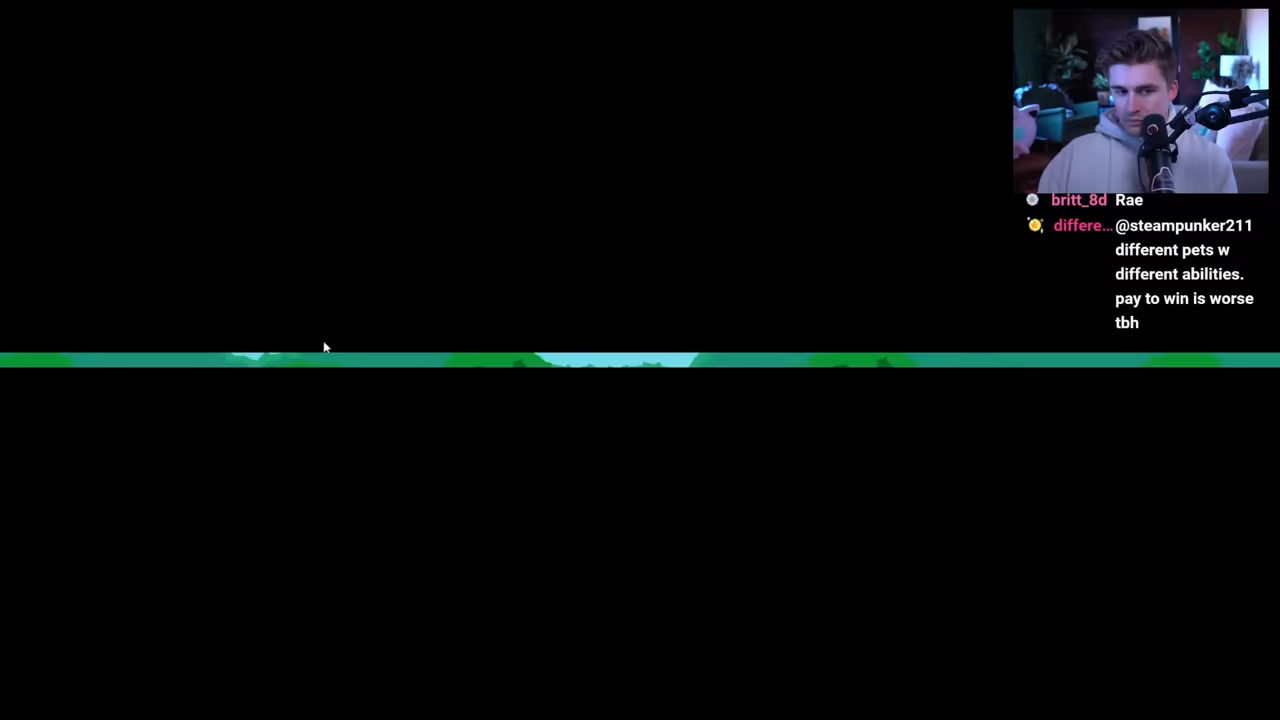 britt_8d Rae
differe... @steampunker211
different pets w
different abilities.
pay to win is worse
tbh